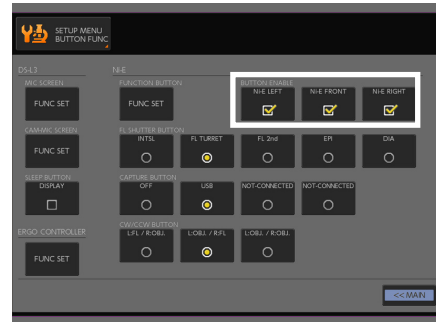 SETUP MENU
BUTTON FUNC
DS-L3
Ni-E
MIC SCREEN
FUNCTION BUTTON
BUTTON ENABLE
FUNC SET
FUNC SET
Ni-E LEFT
Ni-E FRONT
Ni-E RIGHT
CAM-MIC SCREEN
FL SHUTTER BUTTON
FUNC SET
INTSL
FL TURRET
FL 2nd
EPI
DIA
SLEEP BUTTON
CAPTURE BUTTON
DISPLAY
OFF
USB
NOT-CONNECTED
NOT-CONNECTED
ERGO CONTROLLER
CW/CCW BUTTON
FUNC SET
L:FL / R:OBJ.
L:OBJ. / R:FL
L:OBJ. / R:OBJ.
<< MAIN